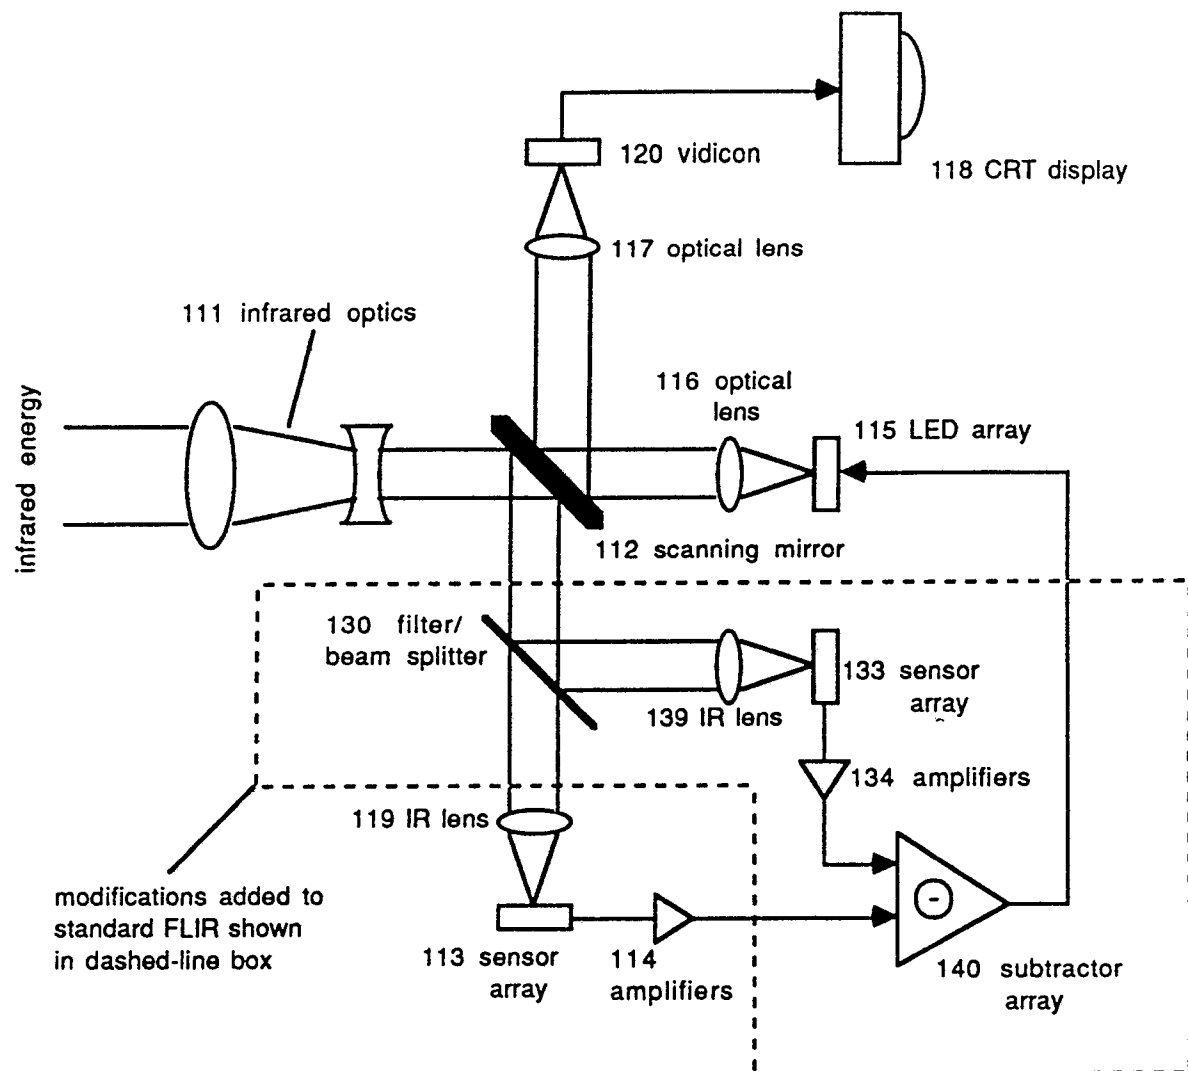 120 vidicon
118 CRT display
117 optical lens
111 infrared optics
116 optical
lens
115 LED array
infrared energy
112 scanning mirror
130 filter/
beam splitter
133 sensor
array
139 IR lens
134 amplifiers
119 IR lens
modifications added to
standard FLIR shown
in dashed-line box
-
113 sensor
array
114
amplifiers
140 subtractor
array